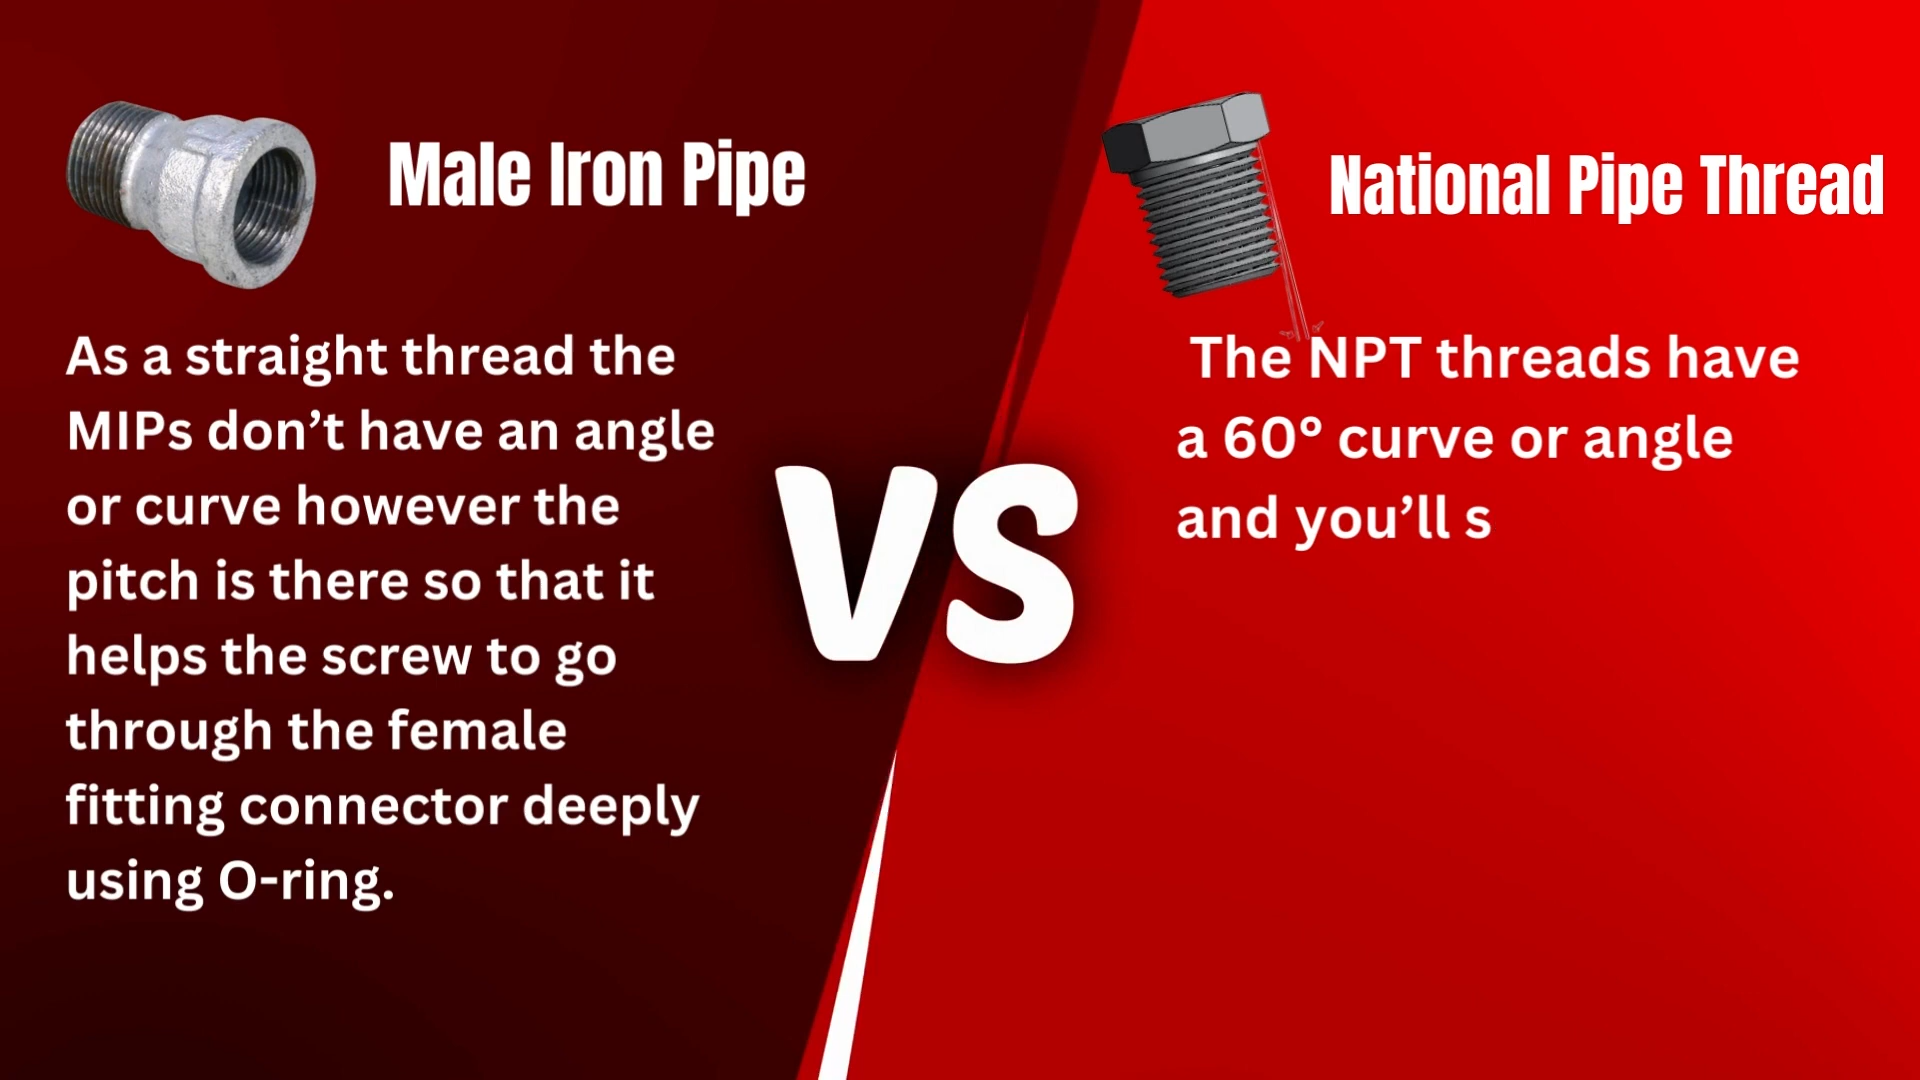 Male Iron Pipe
As a straight thread the
MIPs don’t have an angle
or curve however the
pitch is there so that it
helps the screw to go
through the female
fitting connector deeply
using O-ring.
VS
National Pipe Thread
The NPT threads have
a 60° curve or angle
and you’ll s